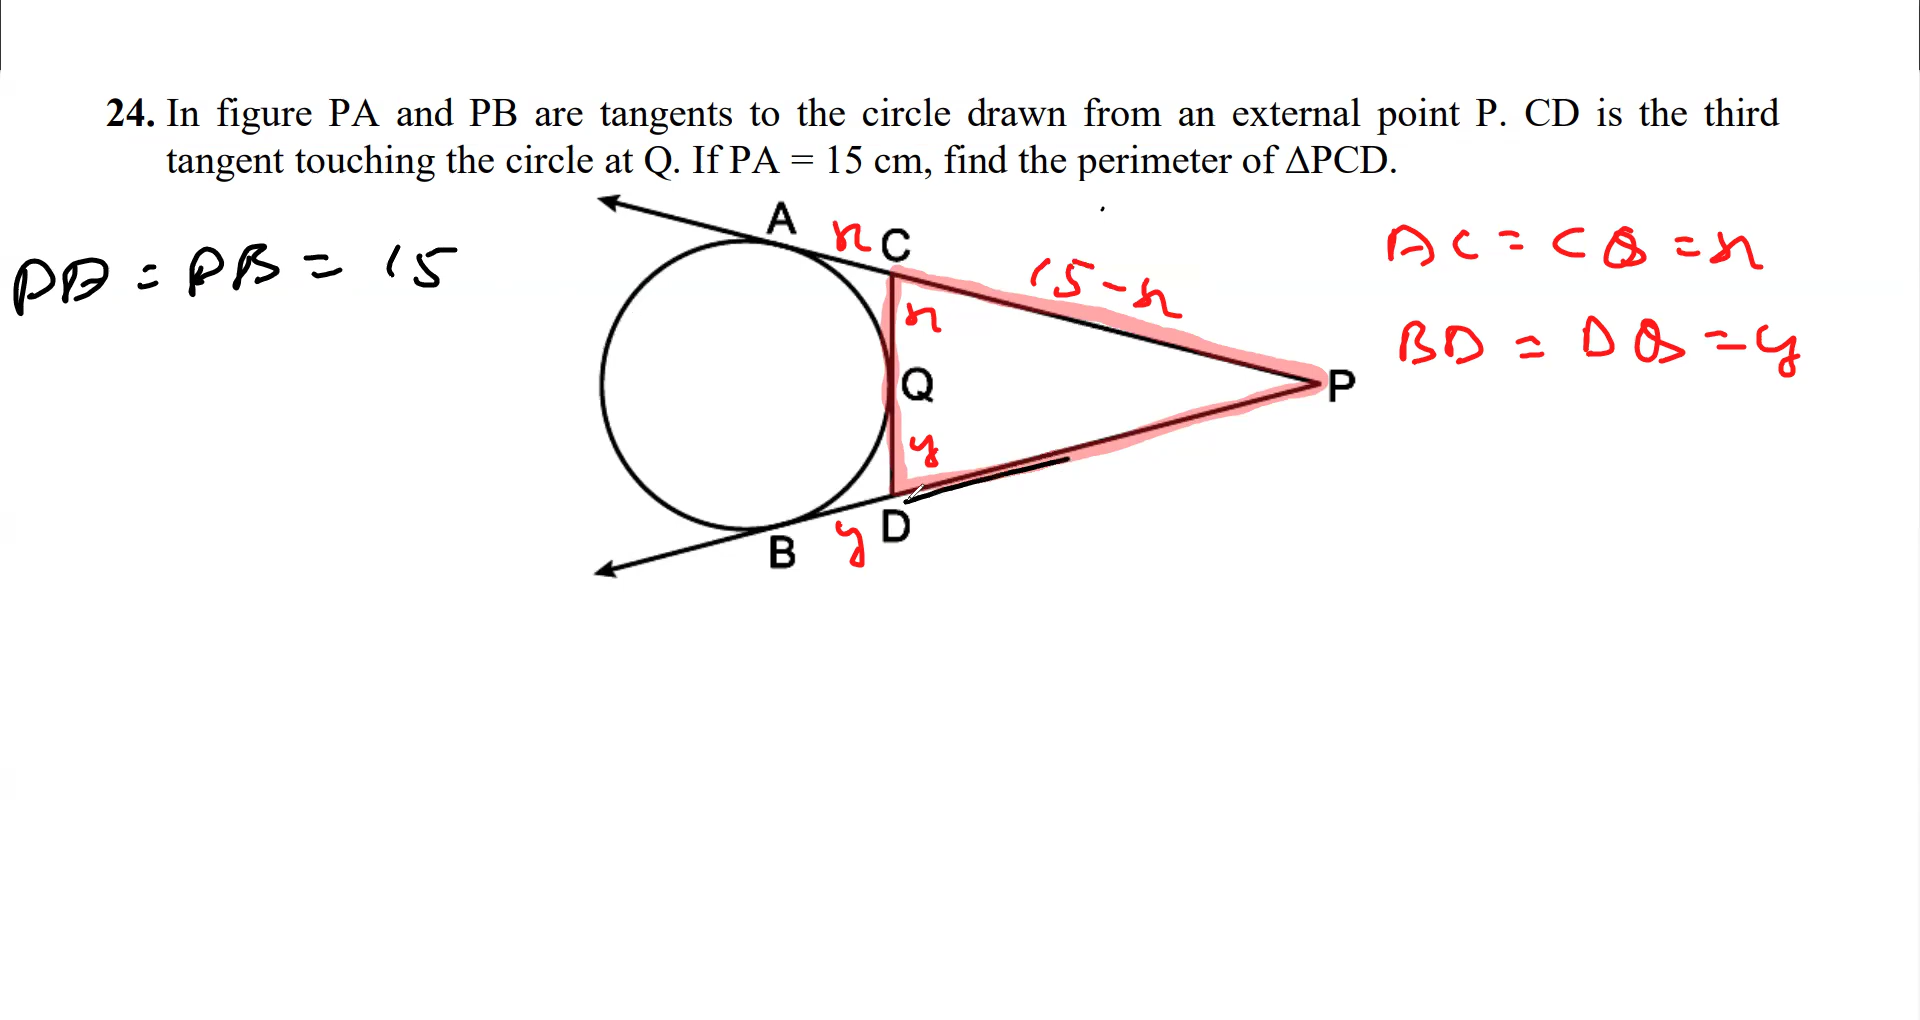 24. In figure PA and PB are tangents to the circle drawn from an external point P. CD is the third
tangent touching the circle at Q. If PA = 15 cm, find the perimeter of ΔPCD.
PA = PB = 15
A
x
C
15-x
AC = CQ = x
x
BD = DQ = y
Q
P
y
D
B
y